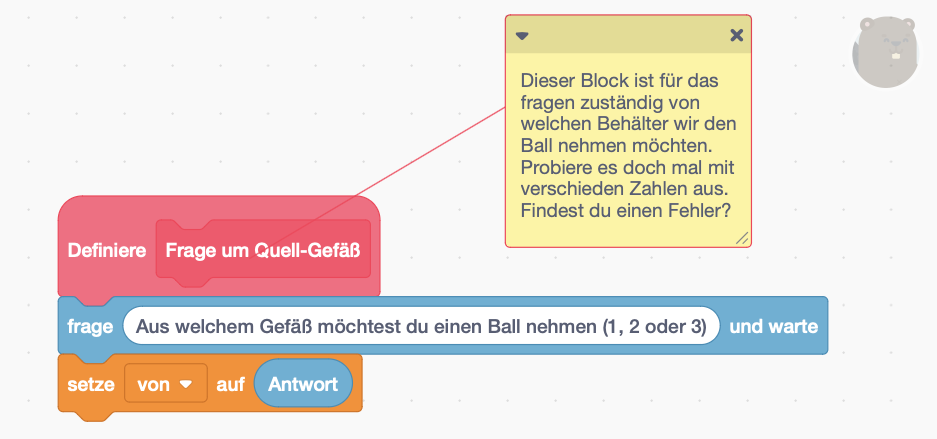 Dieser Block ist für das
fragen zuständig von
welchen Behälter wir den
Ball nehmen möchten.
Probiere es doch mal mit
verschieden Zahlen aus.
Findest du einen Fehler?
Definiere Frage um Quell-Gefäß
frage Aus welchem Gefäß möchtest du einen Ball nehmen (1, 2 oder 3) und warte
setze von auf Antwort